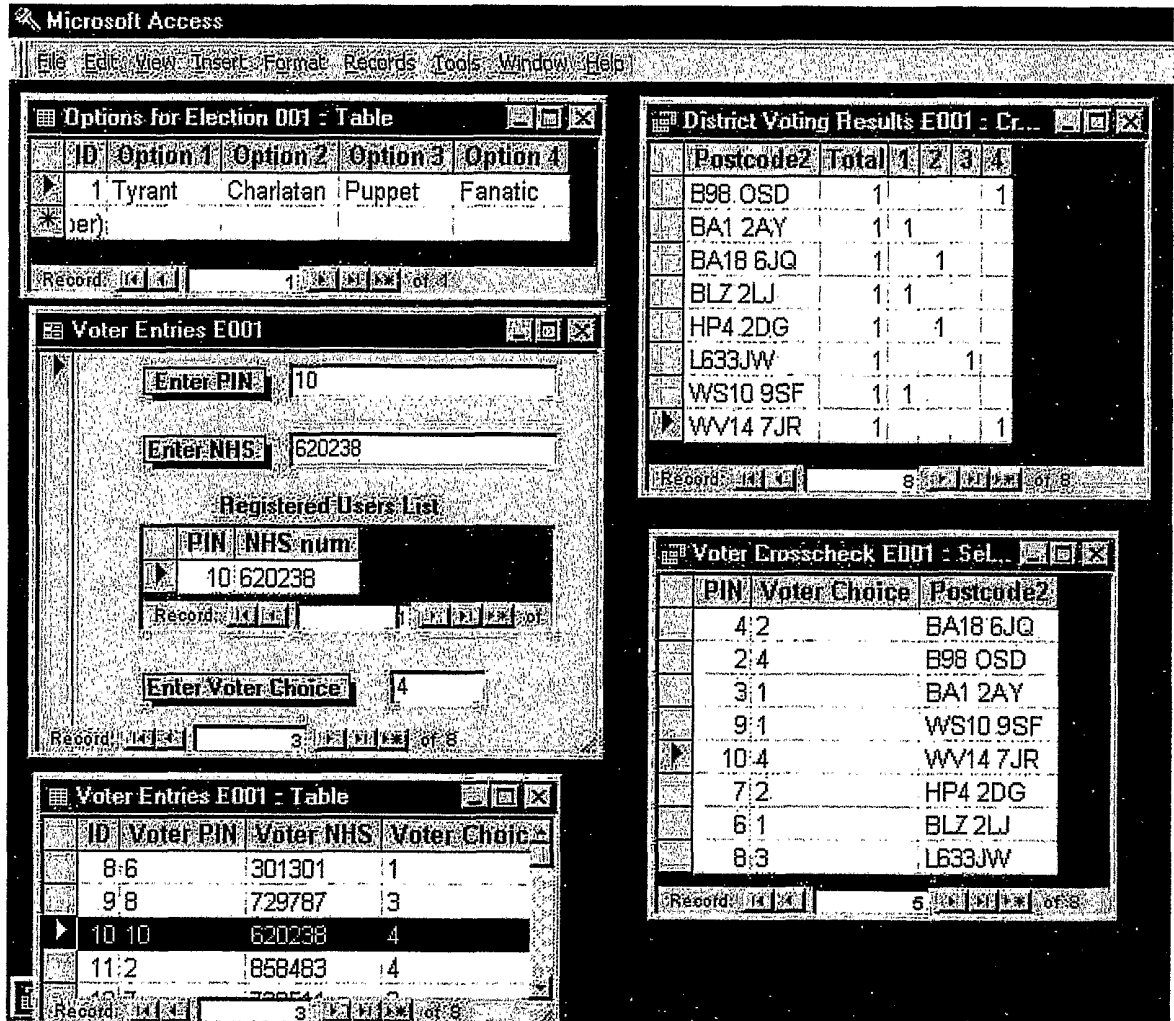 Microsoft Access
File Edit View Insert Format Records Tools Window Help
Options for Election 001 : Table
ID Option 1 Option 2 Option 3 Option 4
1 Tyrant Charlatan Puppet Fanatic
ber)
Record: 1 of 1
Voter Entries E001
Enter PIN 10
Enter NHS 620238
Registered Users List
PIN NHS num
10 620238
Record: 1 of
Enter Voter Choice 4
Record: 3 of 8
Voter Entries E001 : Table
ID Voter PIN Voter NHS Voter Choic
8 6 301301 1
9 8 729787 3
10 10 620238 4
11 2 858483 4
Record: 3 of 8
District Voting Results E001 : Cr...
Postcode2 Total 1 2 3 4
B98 OSD 1 1
BA1 2AY 1 1
BA18 6JQ 1 1
BLZ 2LJ 1 1
HP4 2DG 1 1
L633JW 1 1
WS10 9SF 1 1
WV14 7JR 1 1
Record: 8 of 8
Voter Crosscheck E001 : Sel...
PIN Voter Choice Postcode2
4 2 BA18 6JQ
2 4 B98 OSD
3 1 BA1 2AY
9 1 WS10 9SF
10 4 WV14 7JR
7 2 HP4 2DG
6 1 BLZ 2LJ
8 3 L633JW
Record: 5 of 8